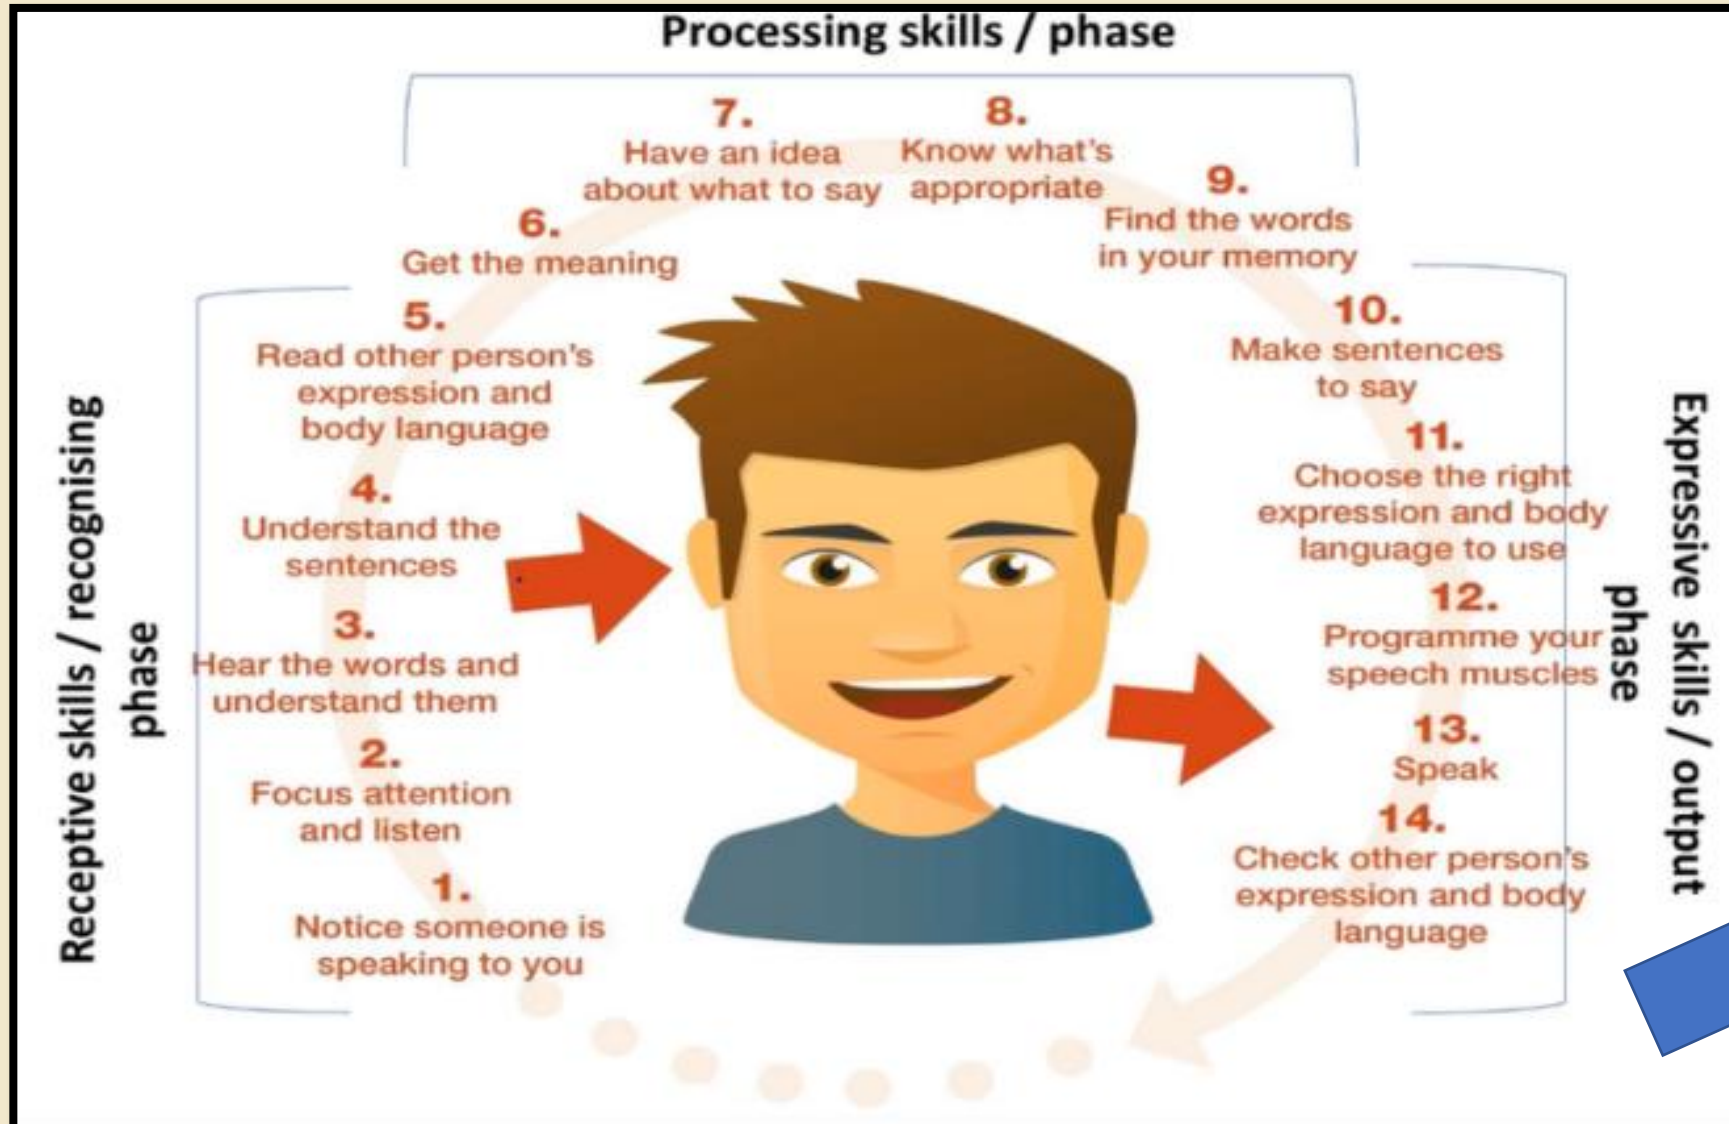 Processing skills / phase
Receptive skills / recognising
phase
1.
Notice someone is
speaking to you
2.
Focus attention
and listen
3.
Hear the words and
understand them
4.
Understand the
sentences
5.
Read other person's
expression and
body language
6.
Get the meaning
7.
Have an idea
about what to say
8.
Know what's
appropriate
9.
Find the words
in your memory
10.
Make sentences
to say
11.
Choose the right
expression and body
language to use
12.
Programme your
speech muscles
13.
Speak
14.
Check other person's
expression and body
language
Expressive skills / output
phase